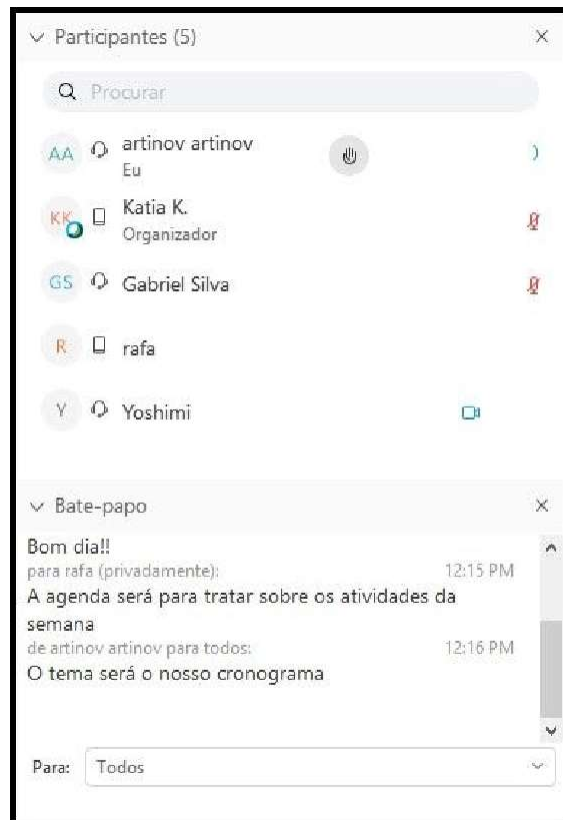 Participantes (5)
Procurar
AA artinov artinov
Eu
KK Katia K.
Organizador
GS Gabriel Silva
R rafa
Y Yoshimi
Bate-papo
Bom dia!!
para rafa (privadamente): 12:15 PM
A agenda será para tratar sobre os atividades da
semana
de artinov artinov para todos: 12:16 PM
O tema será o nosso cronograma
Para: Todos